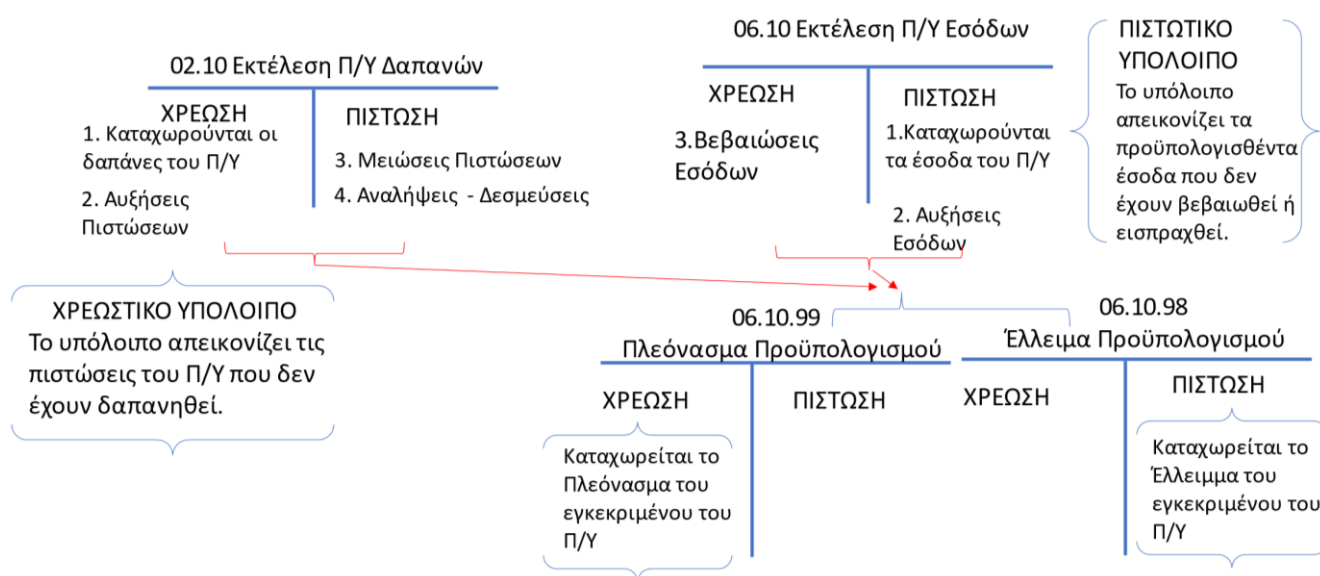 02.10 Εκτέλεση Π/Υ Δαπανών
ΧΡΕΩΣΗ
1. Καταχωρούνται οι
δαπάνες του Π/Υ
2. Αυξήσεις
Πιστώσεων
ΠΙΣΤΩΣΗ
3. Μειώσεις Πιστώσεων
4. Αναλήψεις - Δεσμεύσεις
06.10 Εκτέλεση Π/Υ Εσόδων
ΧΡΕΩΣΗ
3.Βεβαιώσεις
Εσόδων
ΠΙΣΤΩΣΗ
1.Καταχωρούνται
τα έσοδα του Π/Υ
2. Αυξήσεις
Εσόδων
ΠΙΣΤΩΤΙΚΟ
ΥΠΟΛΟΙΠΟ
Το υπόλοιπο
απεικονίζει τα
προϋπολογισθέντα
έσοδα που δεν
έχουν βεβαιωθεί ή
εισπραχθεί.
ΧΡΕΩΣΤΙΚΟ ΥΠΟΛΟΙΠΟ
Το υπόλοιπο απεικονίζει τις
πιστώσεις του Π/Υ που δεν
έχουν δαπανηθεί.
06.10.99
Πλεόνασμα Προϋπολογισμού
ΧΡΕΩΣΗ
ΠΙΣΤΩΣΗ
Καταχωρείται το
Πλεόνασμα του
εγκεκριμένου του
Π/Υ
06.10.98
Έλλειμα Προϋπολογισμού
ΧΡΕΩΣΗ
ΠΙΣΤΩΣΗ
Καταχωρείται το
Έλλειμμα του
εγκεκριμένου του
Π/Υ